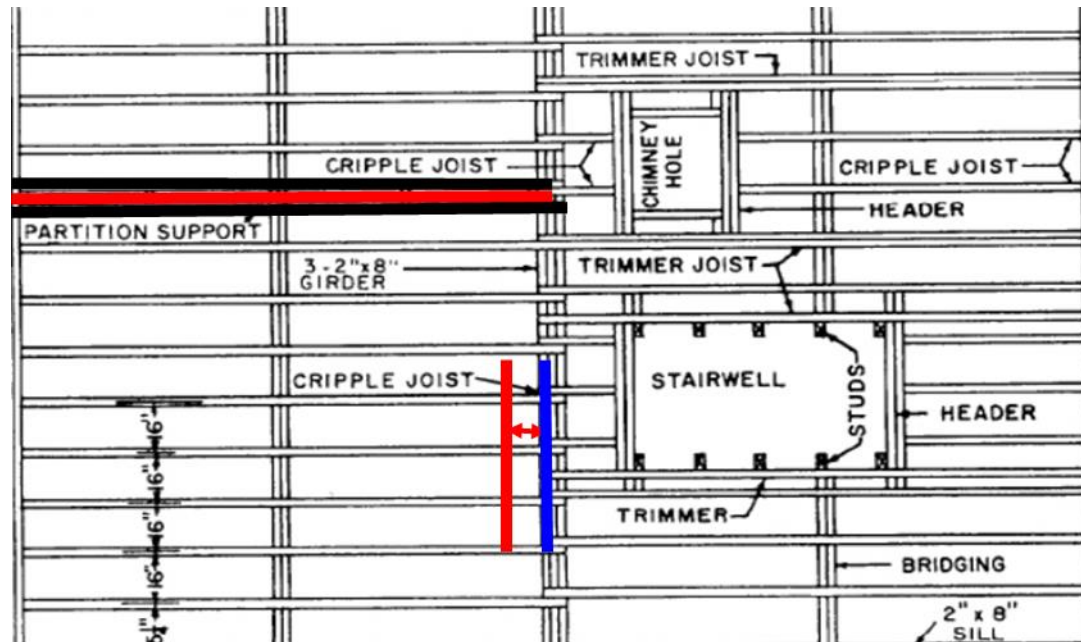 TRIMMER JOIST
CHIMNEY
HOLE
CRIPPLE JOIST
CRIPPLE JOIST
HEADER
PARTITION SUPPORT
3-2"x8"
GIRDER
TRIMMER JOIST
CRIPPLE JOIST
STAIRWELL
STUDS
HEADER
16"
16"
16"
16"
TRIMMER
BRIDGING
2" x 8"
SILL